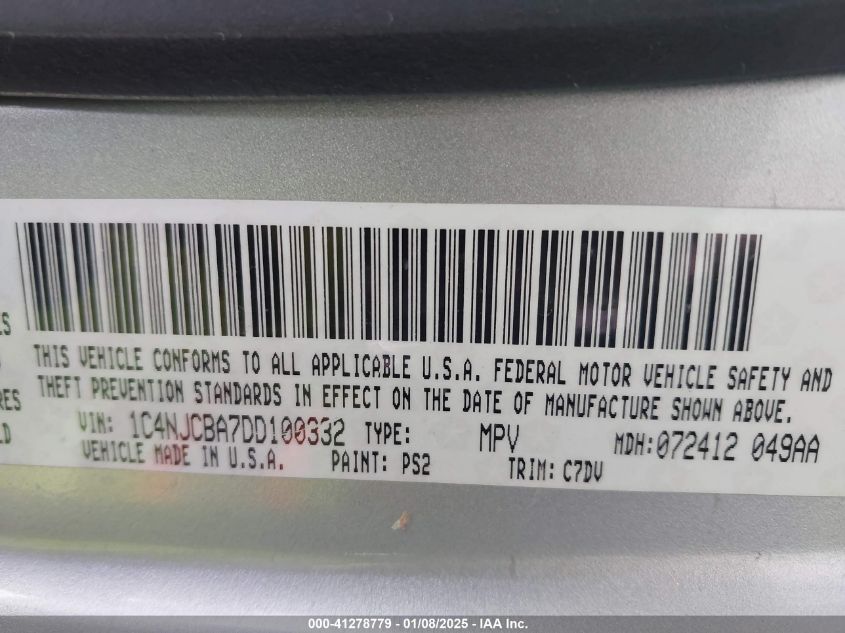 THIS VEHICLE CONFORMS TO ALL APPLICABLE U.S.A. FEDERAL MOTOR VEHICLE SAFETY AND
THEFT PREVENTION STANDARDS IN EFFECT ON THE DATE OF MANUFACTURE SHOWN ABOVE.
VIN: 1C4NJCBA7DD100332 TYPE: MPV MDH:072412 049AA
VEHICLE MADE IN U.S.A. PAINT: PS2 TRIM: C7DV
000-41278779 - 01/08/2025 - IAA Inc.